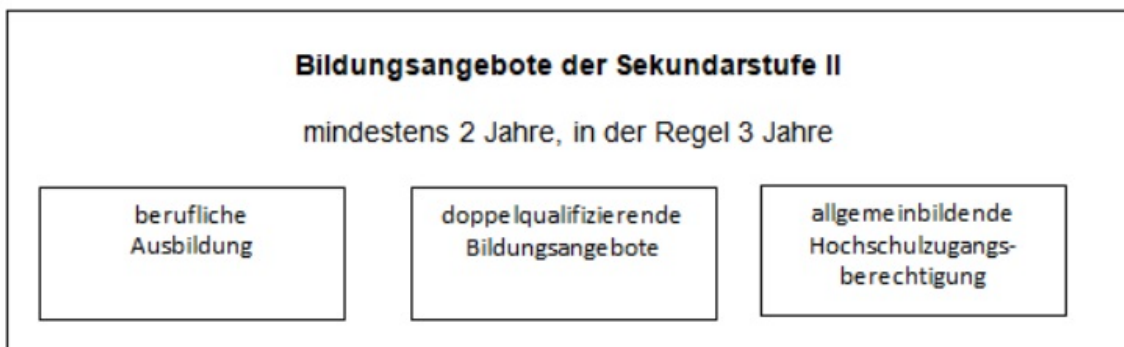 Bildungsangebote der Sekundarstufe II
mindestens 2 Jahre, in der Regel 3 Jahre
berufliche
Ausbildung
doppelqualifizierende
Bildungsangebote
allgemeinbildende
Hochschulzugangs-
berechtigung